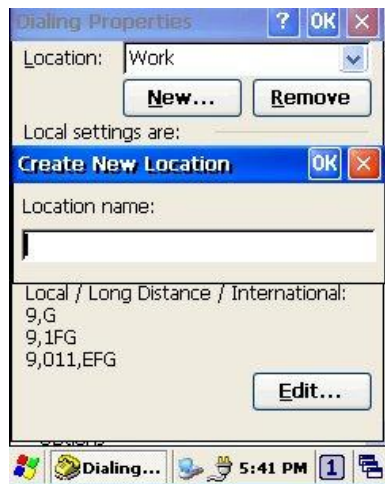 Dialing Properties ? OK
Location: Work
New... Remove
Local settings are:
Create New Location OK
Location name:
Local / Long Distance / International:
9,G
9,1FG
9,011,EFG
Edit...
Dialing... 5:41 PM 1